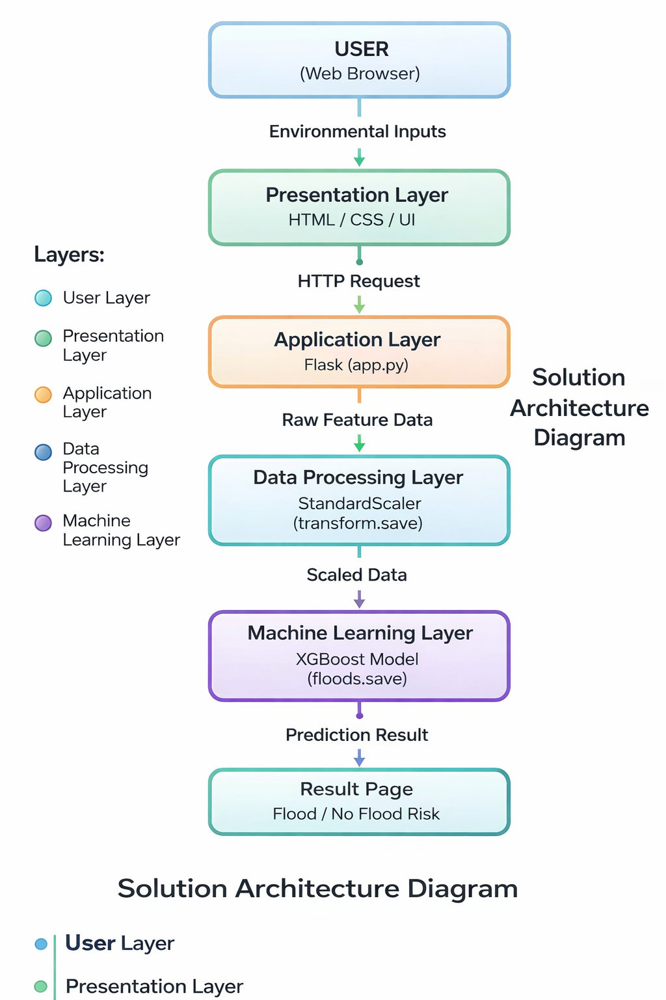 USER
(Web Browser)
Environmental Inputs
Presentation Layer
HTML / CSS / UI
HTTP Request
Application Layer
Flask (app.py)
Raw Feature Data
Data Processing Layer
StandardScaler
(transform.save)
Scaled Data
Machine Learning Layer
XGBoost Model
(floods.save)
Prediction Result
Result Page
Flood / No Flood Risk
Layers:
User Layer
Presentation
Layer
Application
Layer
Data
Processing
Layer
Machine
Learning Layer
Solution
Architecture
Diagram
Solution Architecture Diagram
User Layer
Presentation Layer